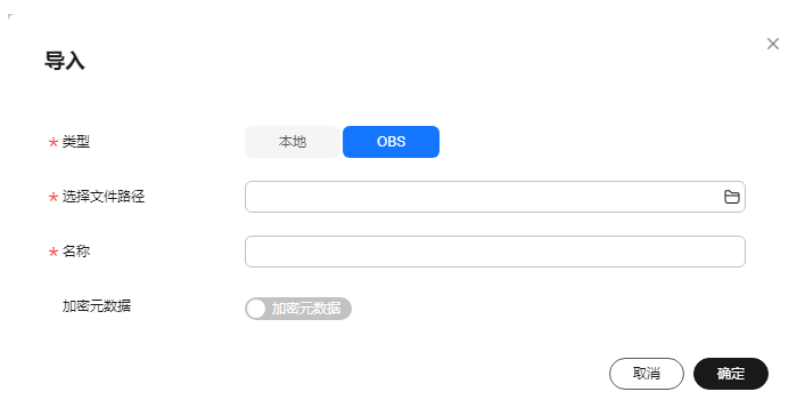 导入
* 类型 本地 OBS
* 选择文件路径
* 名称
加密元数据 加密元数据
取消 确定